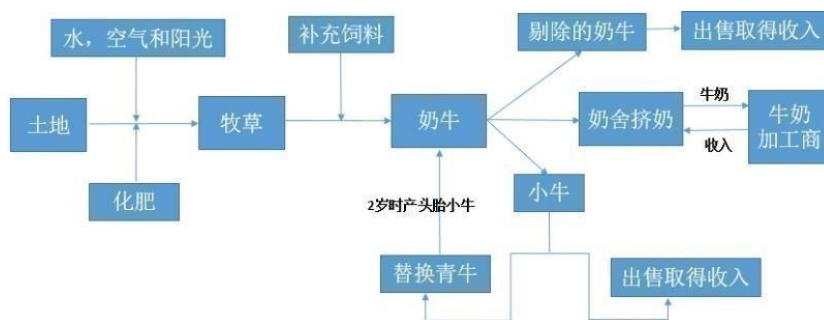 水，空气和阳光
补充饲料
剔除的奶牛
出售取得收入
土地
牧草
奶牛
奶舍挤奶
牛奶
收入
牛奶
加工商
化肥
2岁时产头胎小牛
小牛
替换青牛
出售取得收入